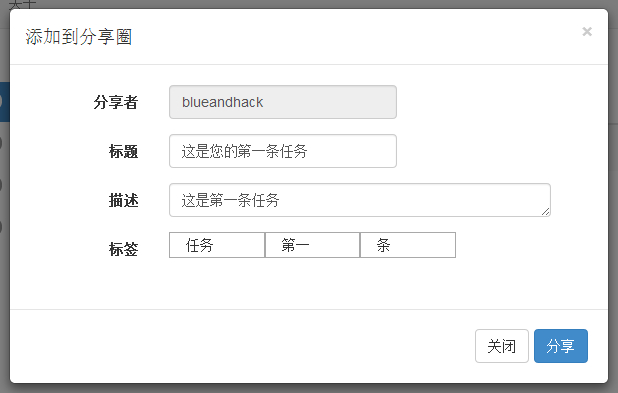 添加到分享圈 ×
分享者 blueandhack
标题 这是您的第一条任务
描述 这是第一条任务
标签 任务 第一 条
关闭 分享